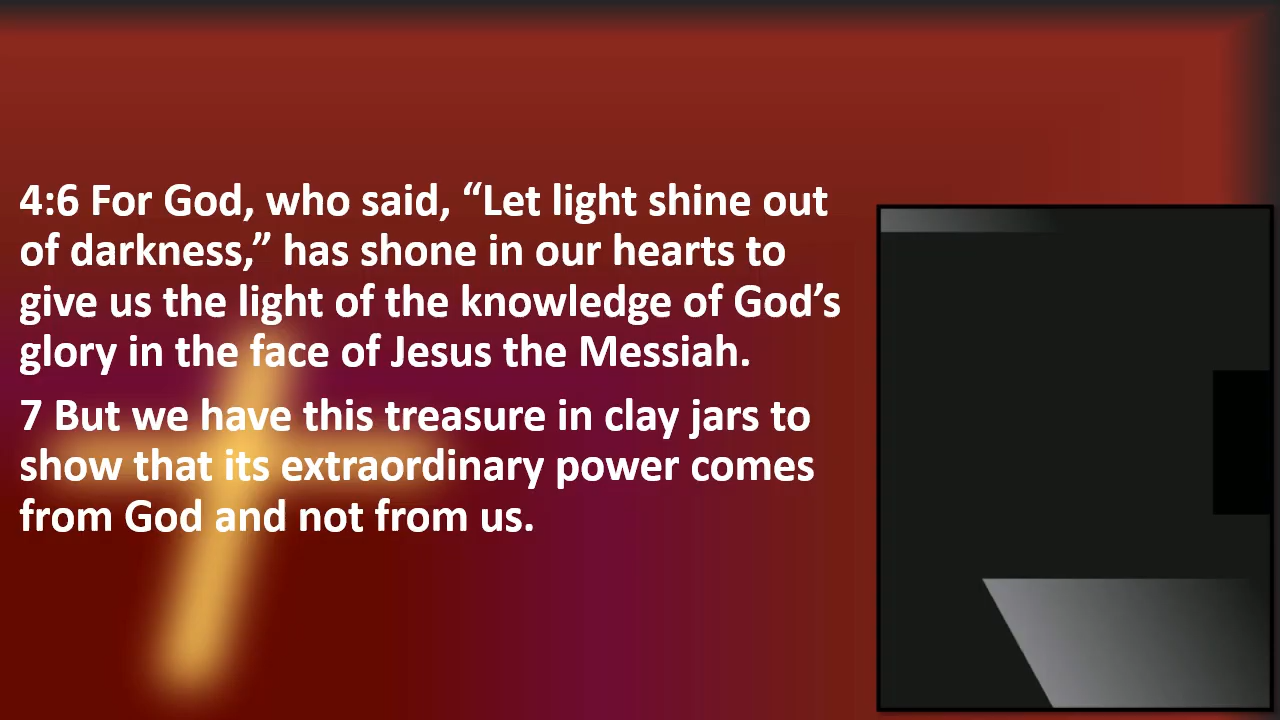 4:6 For God, who said, “Let light shine out
of darkness,” has shone in our hearts to
give us the light of the knowledge of God’s
glory in the face of Jesus the Messiah.
7 But we have this treasure in clay jars to
show that its extraordinary power comes
from God and not from us.